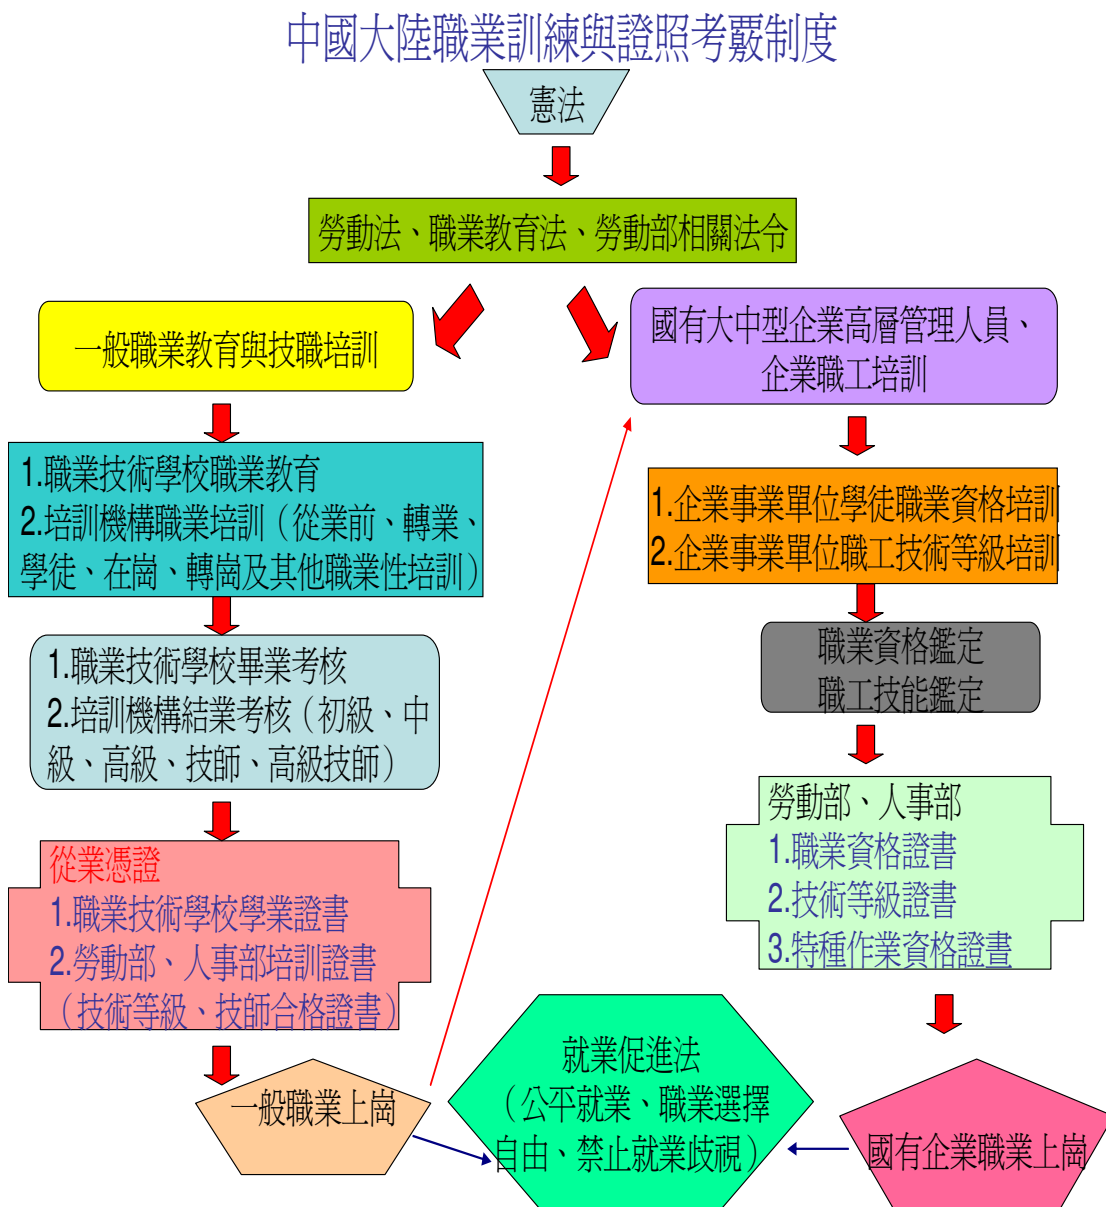 中國大陸職業訓練與證照考覈制度
憲法
勞動法、職業教育法、勞動部相關法令
一般職業教育與技職培訓
國有大中型企業高層管理人員、
企業職工培訓
1.職業技術學校職業教育
2.培訓機構職業培訓（從業前、轉業、
學徒、在崗、轉崗及其他職業性培訓）
1.企業事業單位學徒職業資格培訓
2.企業事業單位職工技術等級培訓
1.職業技術學校畢業考核
2.培訓機構結業考核（初級、中
級、高級、技師、高級技師）
職業資格鑑定
職工技能鑑定
從業憑證
1.職業技術學校學業證書
2.勞動部、人事部培訓證書
（技術等級、技師合格證書）
勞動部、人事部
1.職業資格證書
2.技術等級證書
3.特種作業資格證書
一般職業上崗
就業促進法
（公平就業、職業選擇
自由、禁止就業歧視）
國有企業職業上崗